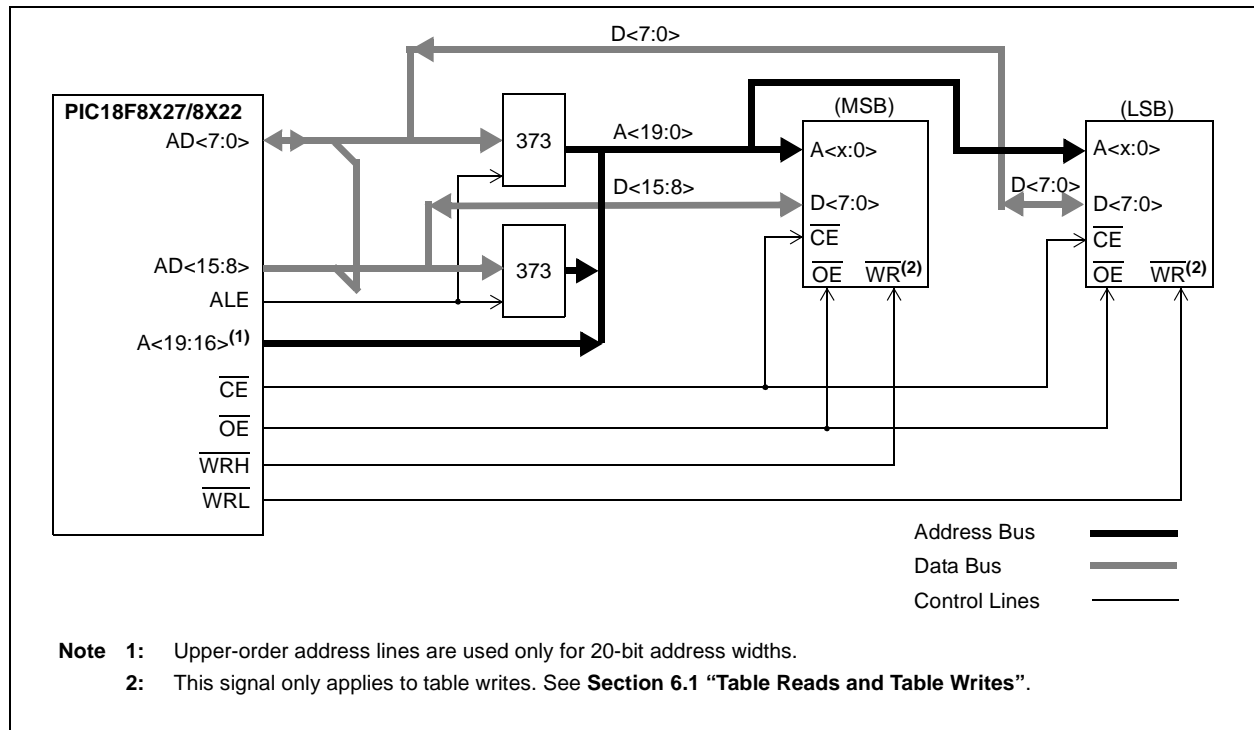 D<7:0>
PIC18F8X27/8X22
AD<7:0>
373
A<19:0>
D<15:8>
(MSB)
A<x:0>
D<7:0>
CE
OE WR(2)
(LSB)
A<x:0>
D<7:0>
D<7:0>
CE
OE WR(2)
AD<15:8>
373
ALE
A<19:16>(1)
CE
OE
WRH
WRL
Address Bus
Data Bus
Control Lines
Note 1: Upper-order address lines are used only for 20-bit address widths.
2: This signal only applies to table writes. See Section 6.1 “Table Reads and Table Writes”.